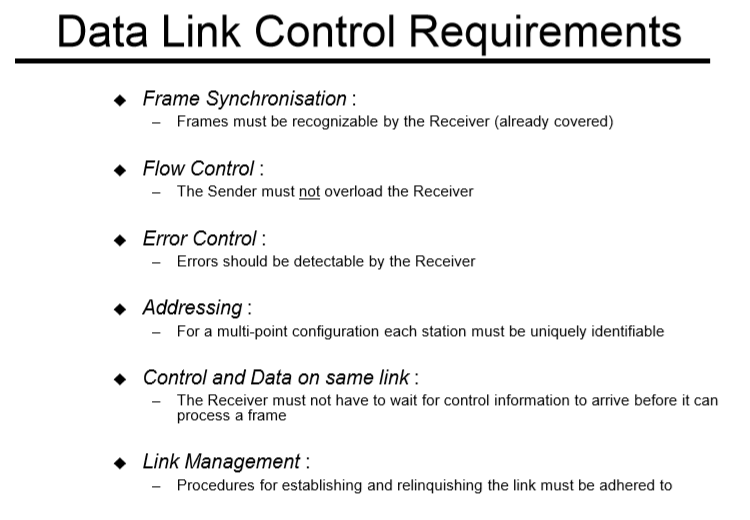 Data Link Control Requirements
◆ Frame Synchronisation :
– Frames must be recognizable by the Receiver (already covered)
◆ Flow Control :
– The Sender must not overload the Receiver
◆ Error Control :
– Errors should be detectable by the Receiver
◆ Addressing :
– For a multi-point configuration each station must be uniquely identifiable
◆ Control and Data on same link :
– The Receiver must not have to wait for control information to arrive before it can
process a frame
◆ Link Management :
– Procedures for establishing and relinquishing the link must be adhered to